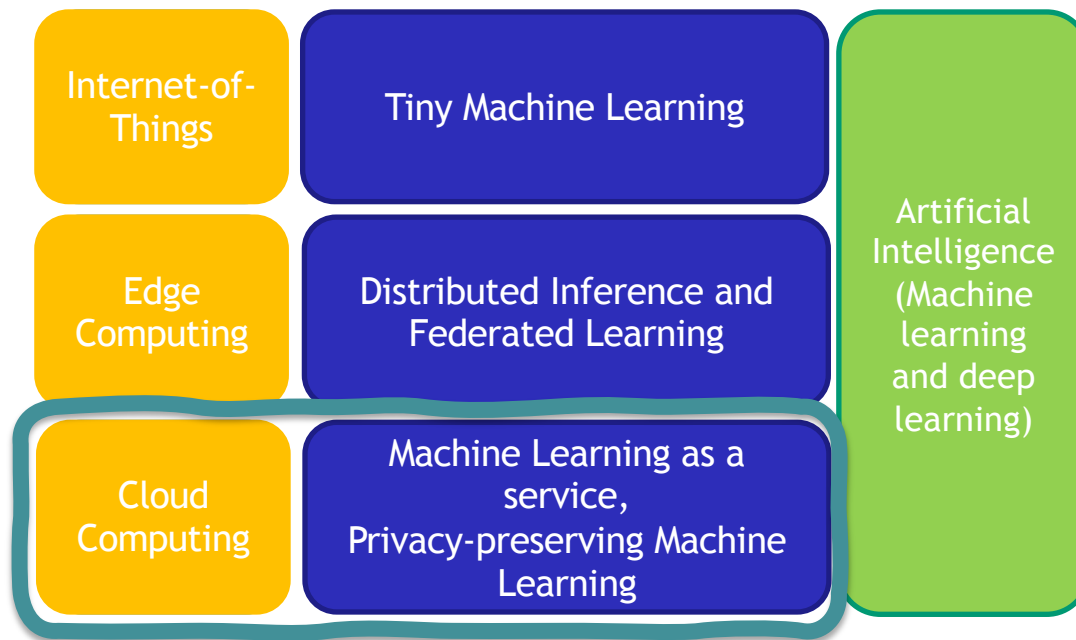 Internet-of-
Things
Tiny Machine Learning
Edge
Computing
Distributed Inference and
Federated Learning
Cloud
Computing
Machine Learning as a
service,
Privacy-preserving Machine
Learning
Artificial
Intelligence
(Machine
learning
and deep
learning)